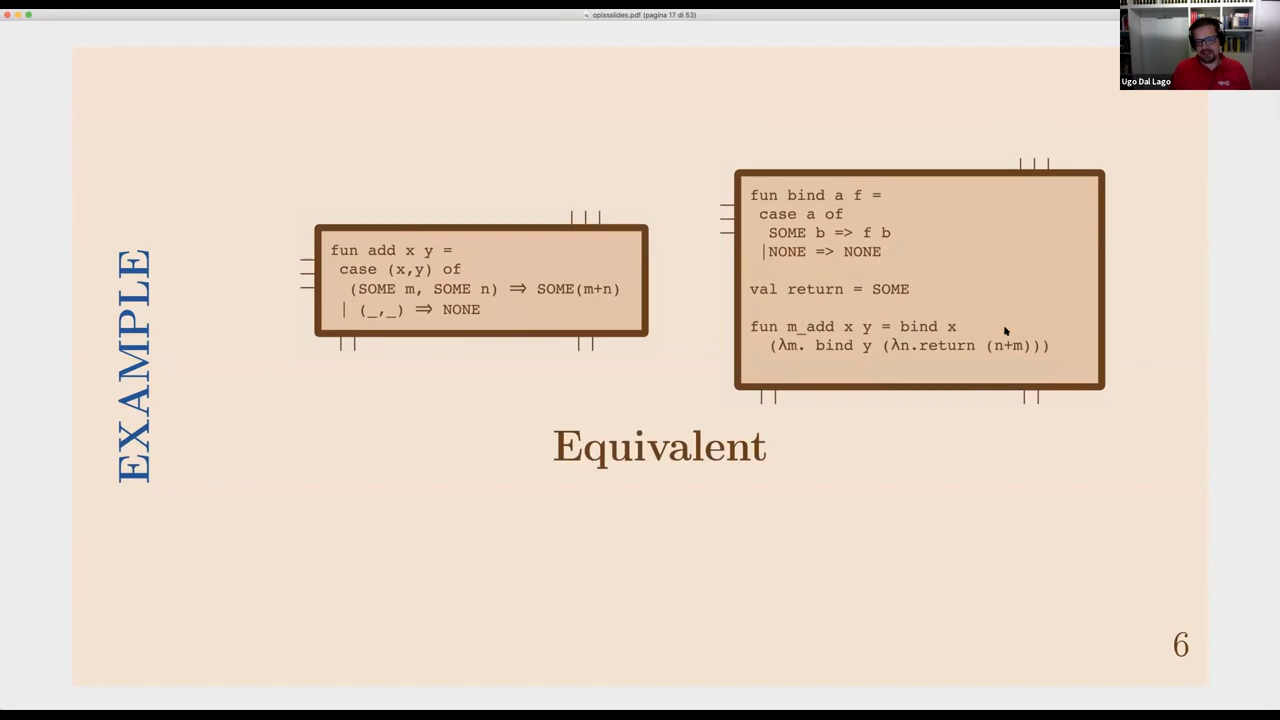 opissslides.pdf (pagina 17 di 53)
Ugo Dal Lago
EXAMPLE
fun add x y =
case (x,y) of
(SOME m, SOME n) ⇒ SOME(m+n)
| (_,_) ⇒ NONE
fun bind a f =
case a of
SOME b => f b
|NONE => NONE
val return = SOME
fun m_add x y = bind x
(λm. bind y (λn.return (n+m)))
Equivalent
6